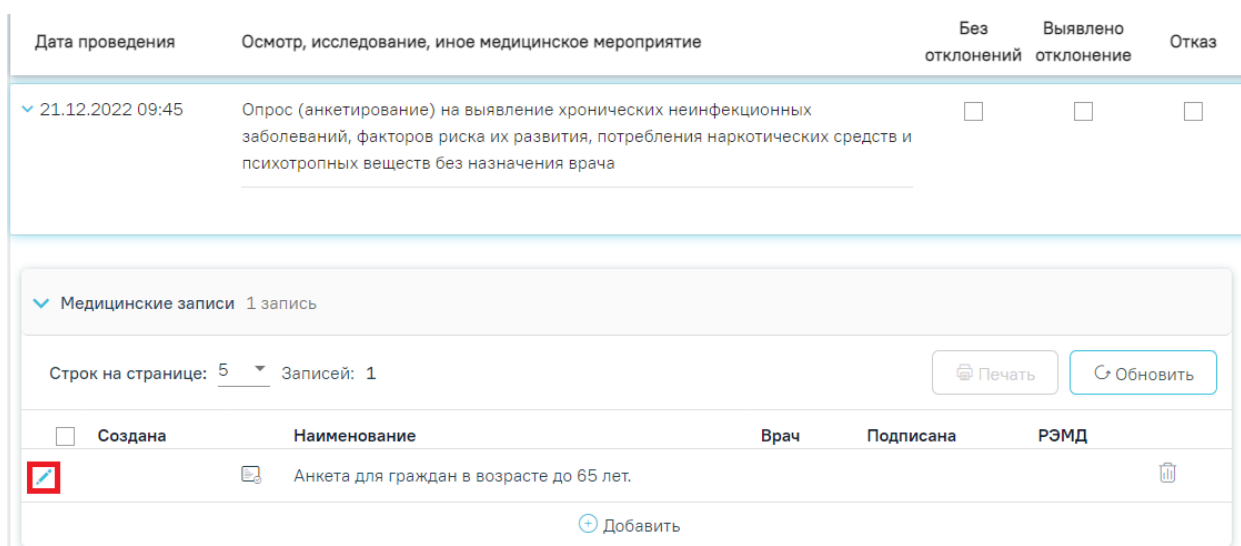 Дата проведения Осмотр, исследование, иное медицинское мероприятие Без отклонений Выявлено отклонение Отказ
21.12.2022 09:45 Опрос (анкетирование) на выявление хронических неинфекционных
заболеваний, факторов риска их развития, потребления наркотических средств и
психотропных веществ без назначения врача
Медицинские записи 1 запись
Строк на странице: 5 Записей: 1 Печать Обновить
Создана Наименование Врач Подписана РЭМД
Анкета для граждан в возрасте до 65 лет.
Добавить